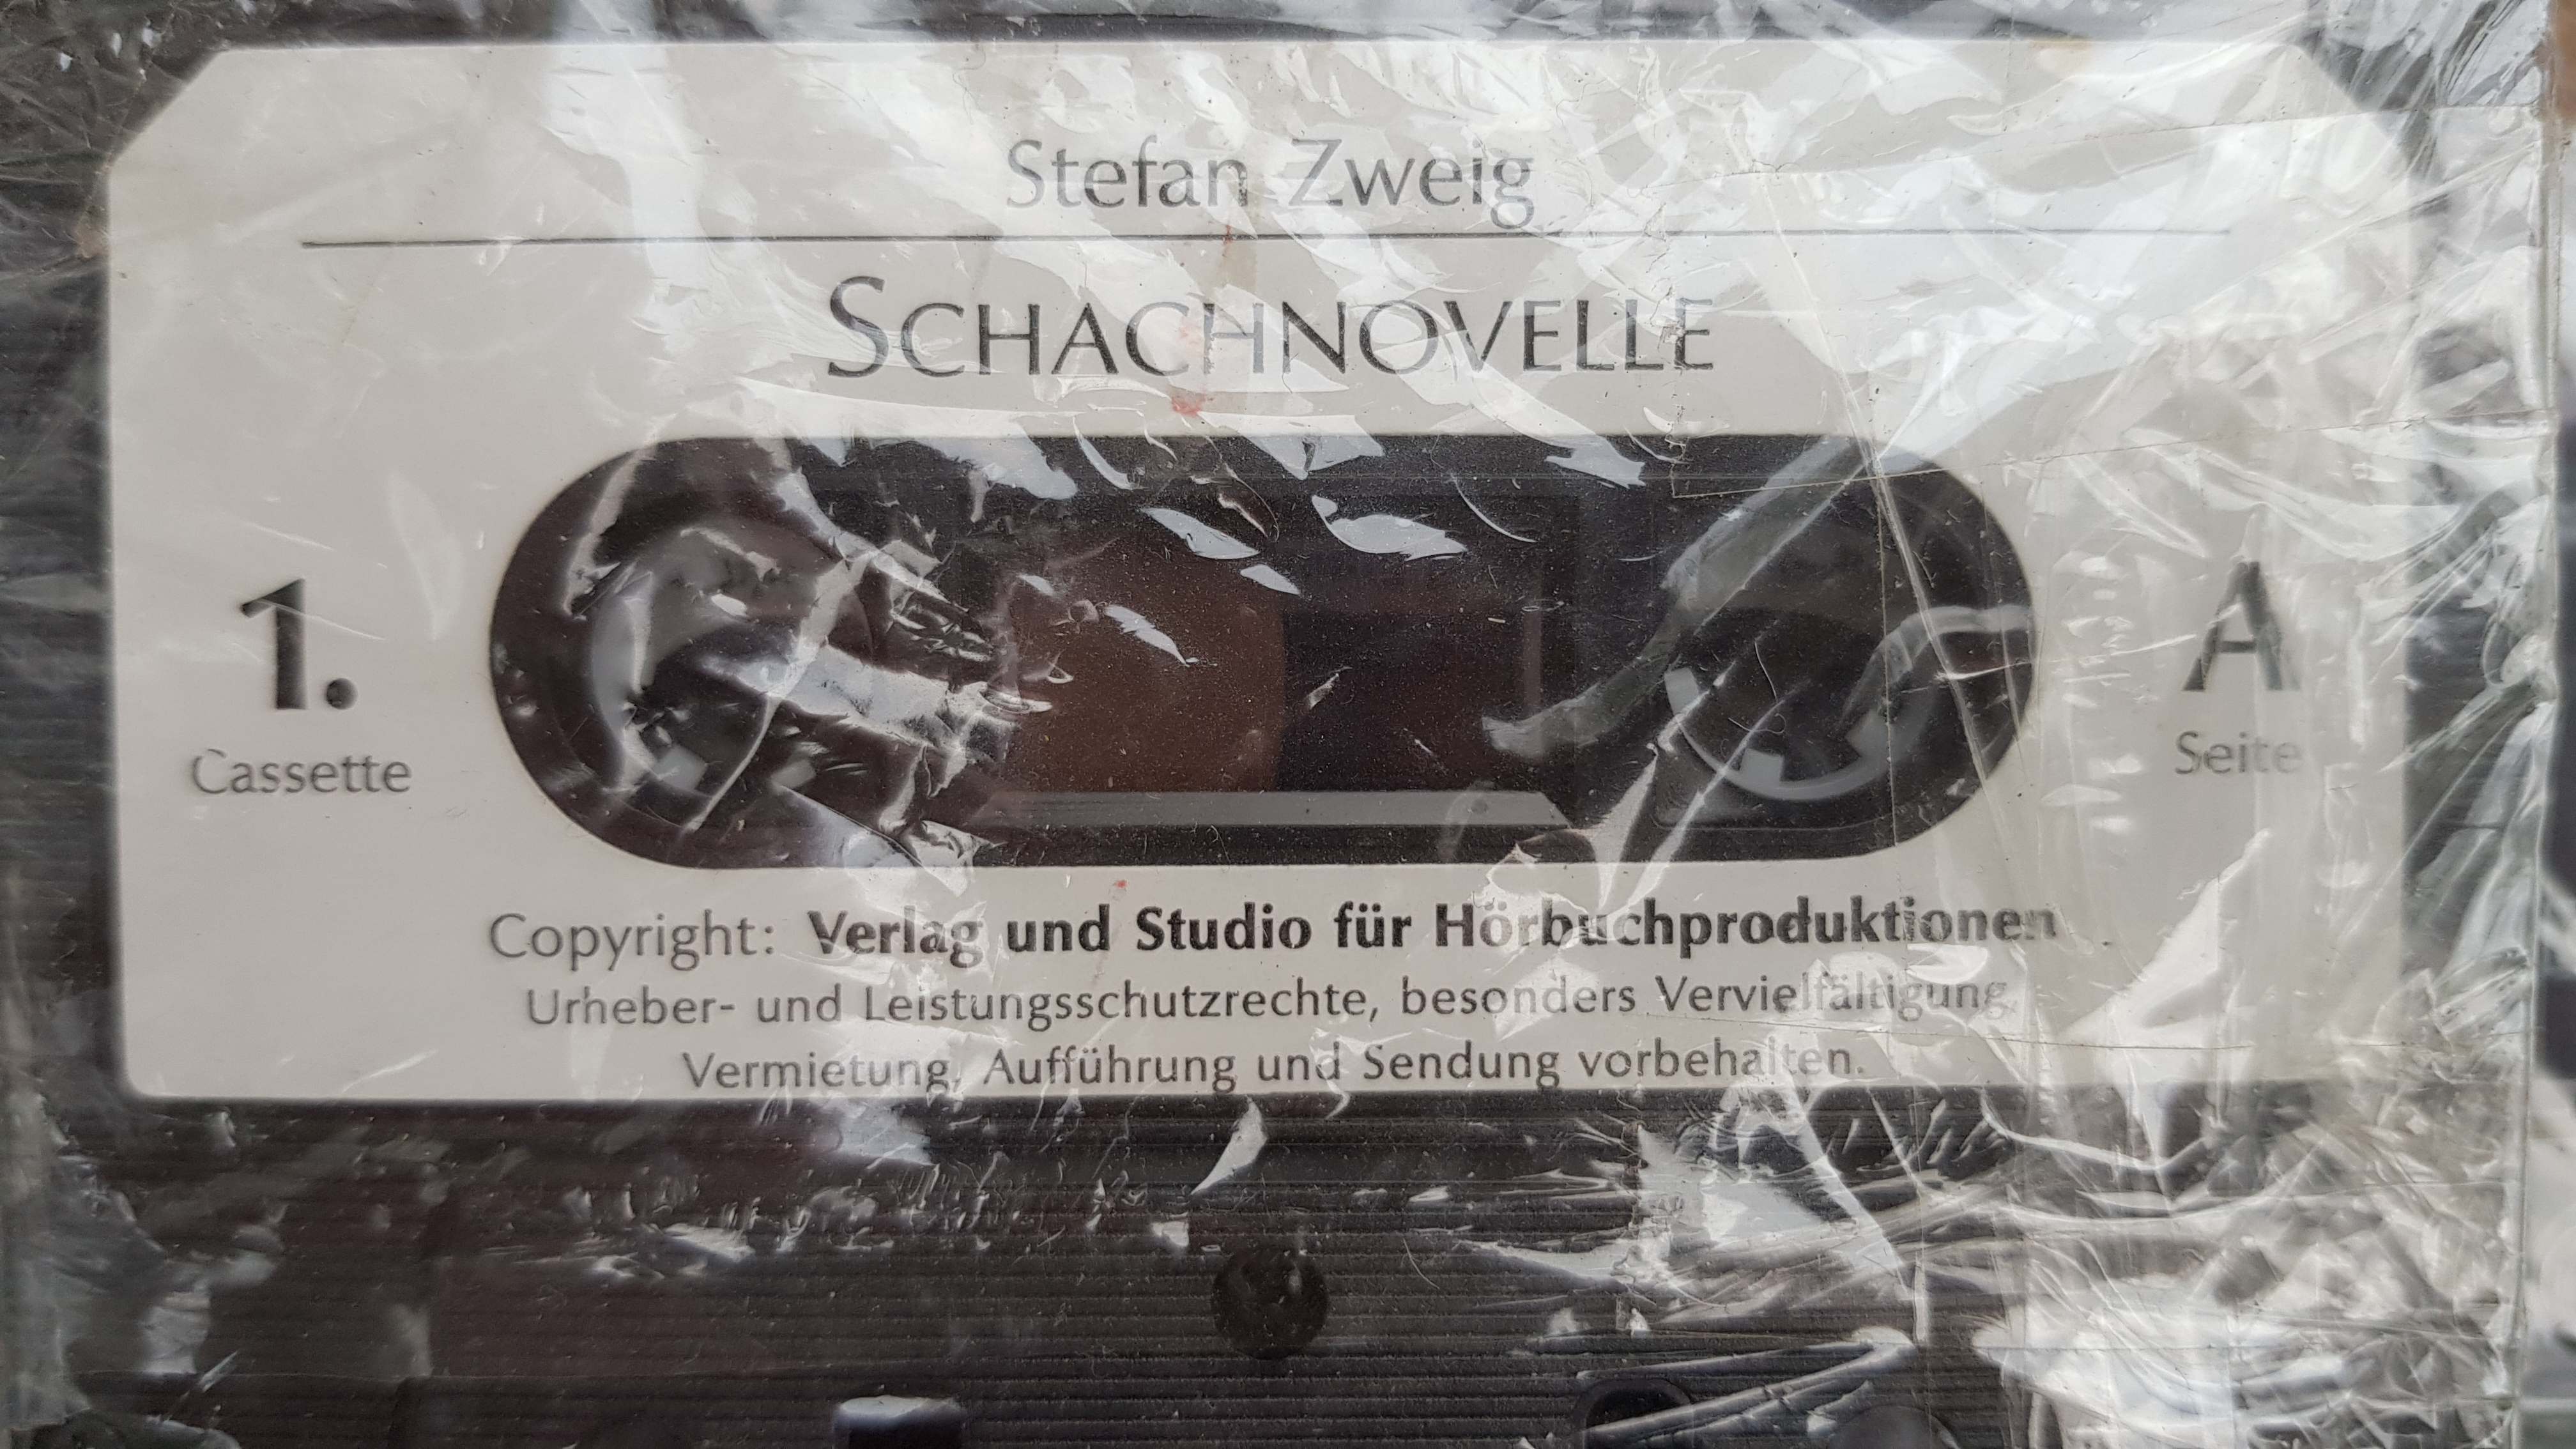 Stefan Zweig
SCHACHNOVELLE
1.
Cassette
A
Seite
Copyright: Verlag und Studio für Hörbuchproduktionen
Urheber- und Leistungsschutzrechte, besonders Vervielfältigung,
Vermietung, Aufführung und Sendung vorbehalten.